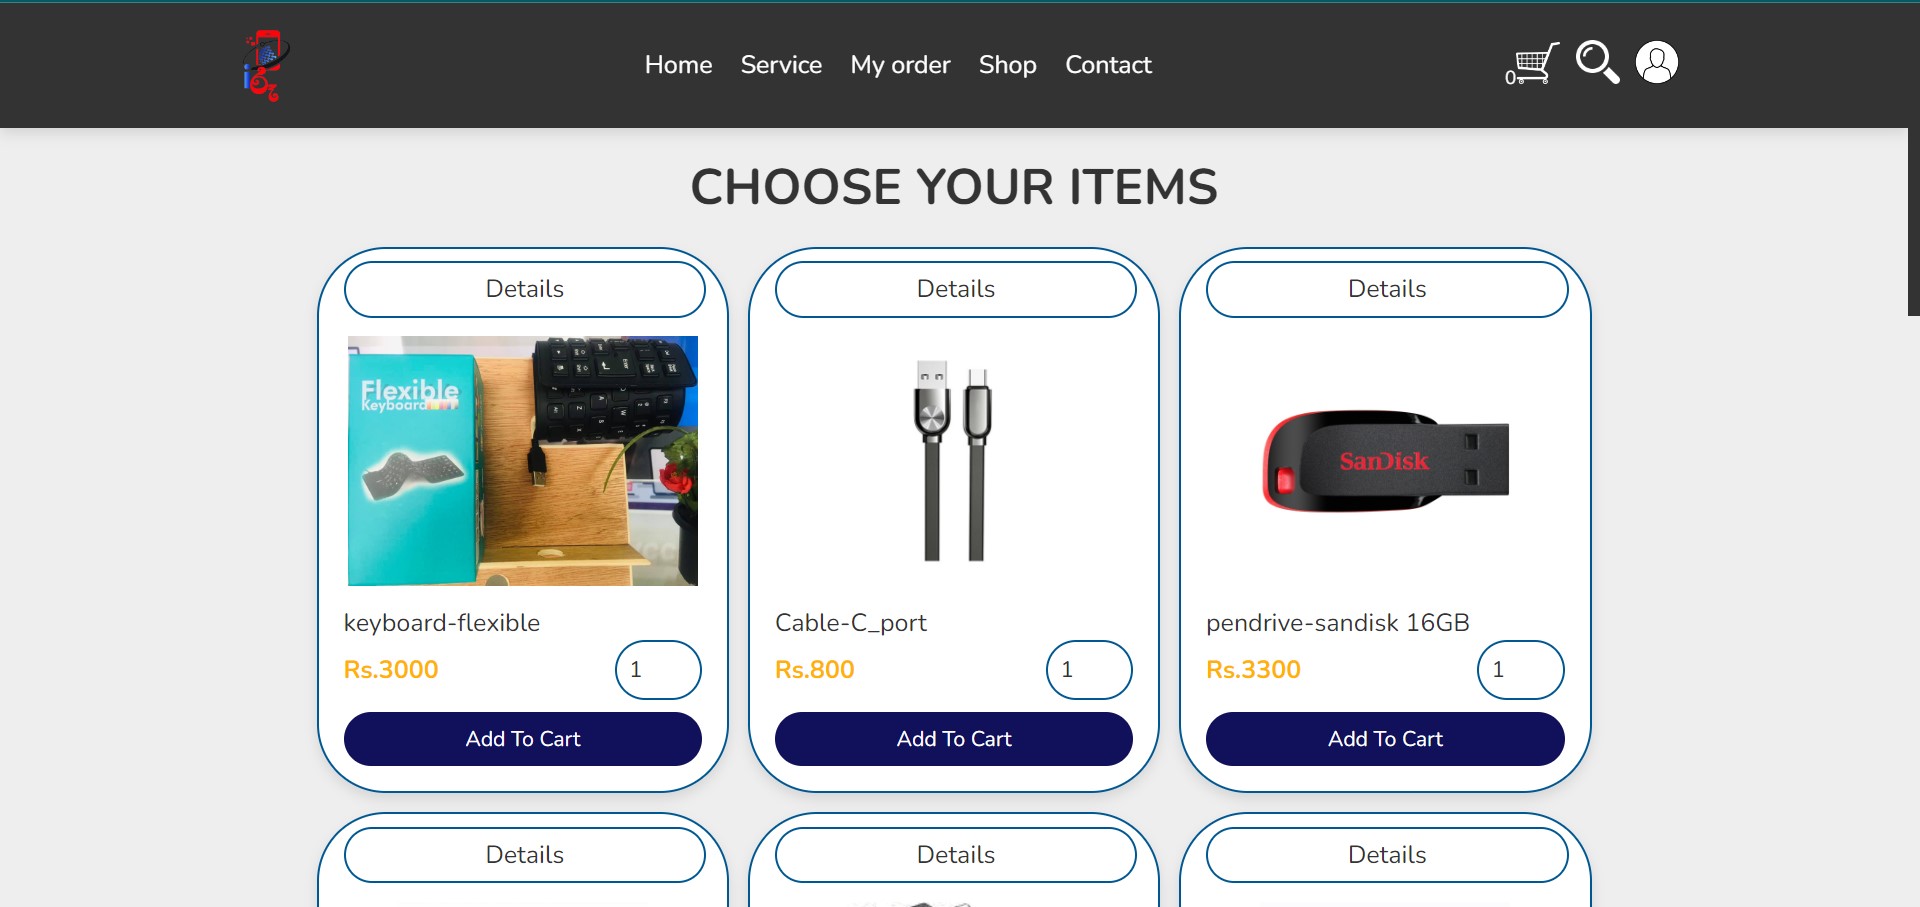 Home Service My order Shop Contact
0
CHOOSE YOUR ITEMS
Details
Details
Details
Flexible
Keyboard
SanDisk
keyboard-flexible
Cable-C_port
pendrive-sandisk 16GB
Rs.3000
1
Rs.800
1
Rs.3300
1
Add To Cart
Add To Cart
Add To Cart
Details
Details
Details